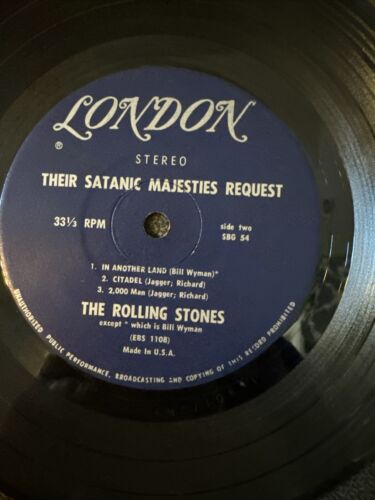 LONDON
®
STEREO
THEIR SATANIC MAJESTIES REQUEST
33⅓ RPM
side two
SBG 54
1. IN ANOTHER LAND (Bill Wyman)*
2. CITADEL (Jagger; Richard)
3. 2,000 Man (Jagger; Richard)
THE ROLLING STONES
except * which is Bill Wyman
(EBS 1108)
Made in U.S.A.
UNAUTHORIZED PUBLIC PERFORMANCE, BROADCASTING AND COPYING OF THIS RECORD PROHIBITED